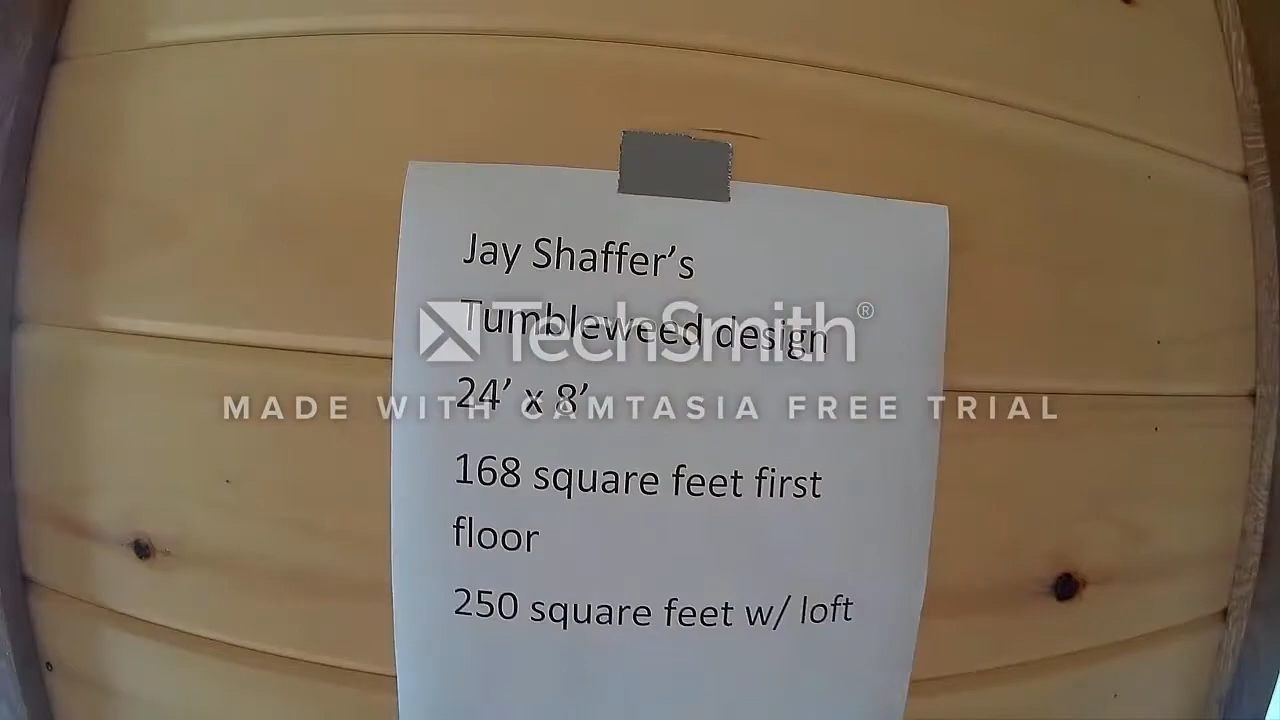 Jay Shaffer’s
Tumbleweed design
TechSmith®
24’ x 8’
MADE WITH CAMTASIA FREE TRIAL
168 square feet first
floor
250 square feet w/ loft